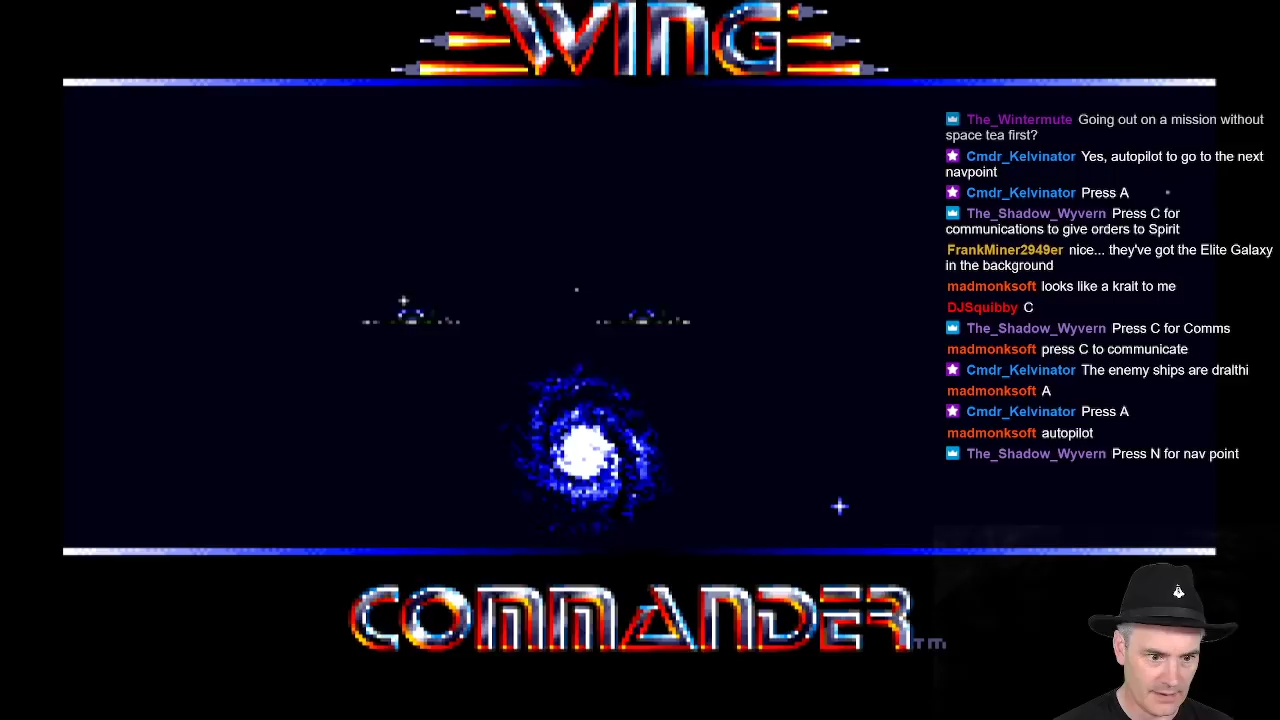 WING
The_Wintermute Going out on a mission without
space tea first?
Cmdr_Kelvinator Yes, autopilot to go to the next
navpoint
Cmdr_Kelvinator Press A
The_Shadow_Wyvern Press C for
communications to give orders to Spirit
FrankMiner2949er nice... they've got the Elite Galaxy
in the background
madmonksoft looks like a krait to me
DJSquibby C
The_Shadow_Wyvern Press C for Comms
madmonksoft press C to communicate
Cmdr_Kelvinator The enemy ships are dralthi
madmonksoft A
Cmdr_Kelvinator Press A
madmonksoft autopilot
The_Shadow_Wyvern Press N for nav point
COMMANDER™